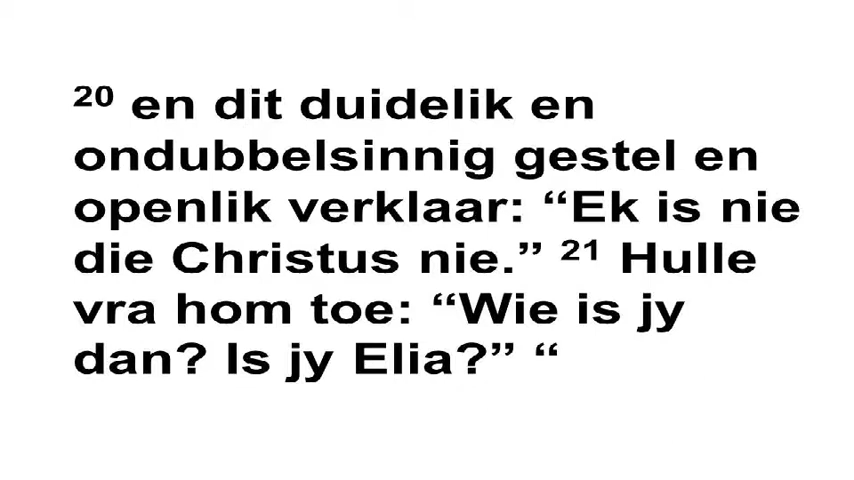 ²⁰ en dit duidelik en
ondubbelsinnig gestel en
openlik verklaar: “Ek is nie
die Christus nie.” ²¹ Hulle
vra hom toe: “Wie is jy
dan? Is jy Elia?” “